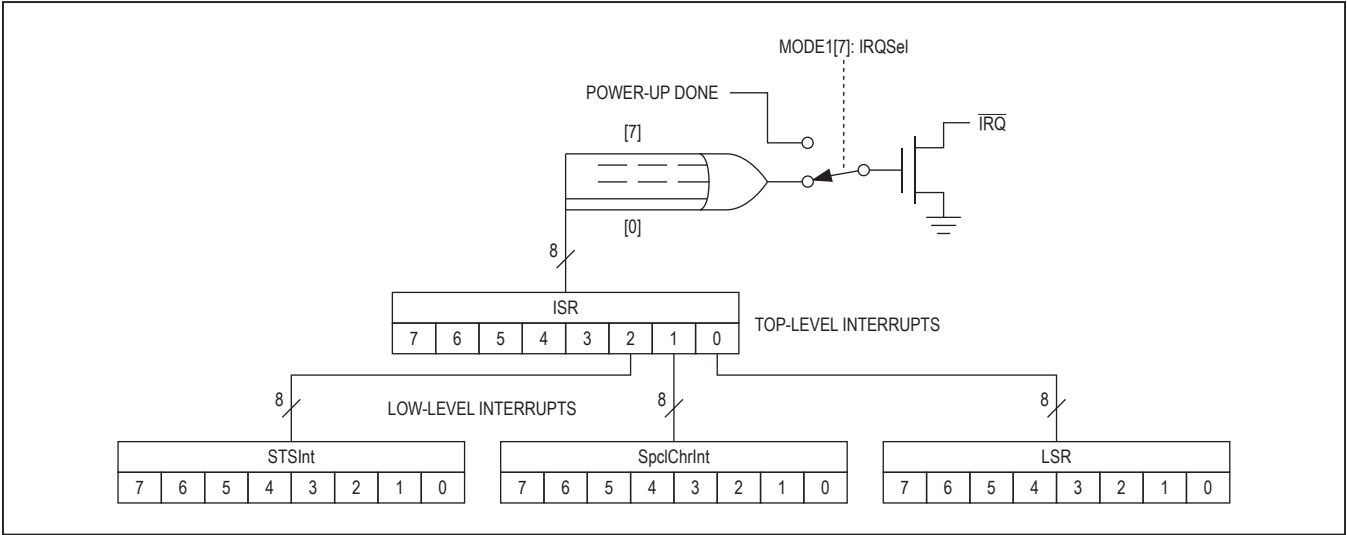 MODE1[7]: IRQSel
POWER-UP DONE
IRQ
[7]
[0]
8
ISR
7 6 5 4 3 2 1 0
TOP-LEVEL INTERRUPTS
8 LOW-LEVEL INTERRUPTS 8 8
STSInt SpclChrInt LSR
7 6 5 4 3 2 1 0 7 6 5 4 3 2 1 0 7 6 5 4 3 2 1 0